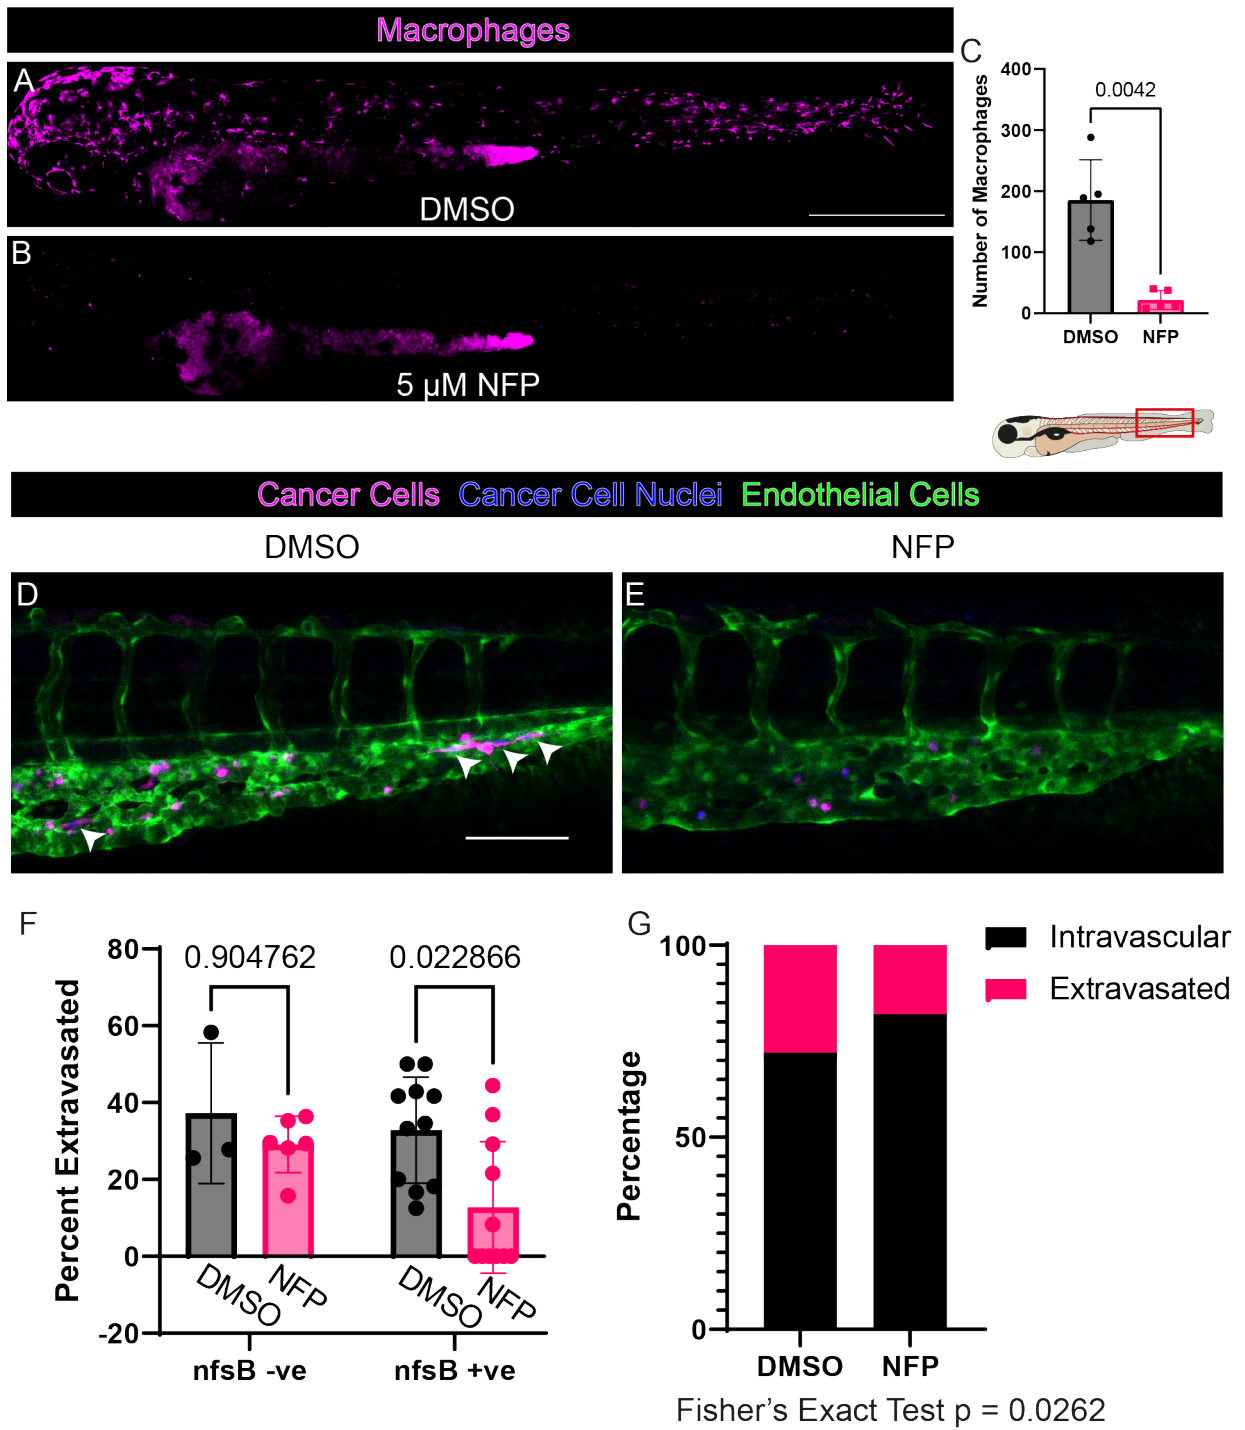 Macrophages
A
DMSO
B
5 µM NFP
C
Number of Macrophages
400
300
200
100
0
0.0042
DMSO NFP
Cancer Cells Cancer Cell Nuclei Endothelial Cells
DMSO NFP
D
E
F
Percent Extravasated
80
60
40
20
0
-20
0.904762 0.022866
DMSO NFP DMSO NFP
nfsB -ve nfsB +ve
G
Percentage
100
50
0
Intravascular
Extravasated
DMSO NFP
Fisher’s Exact Test p = 0.0262